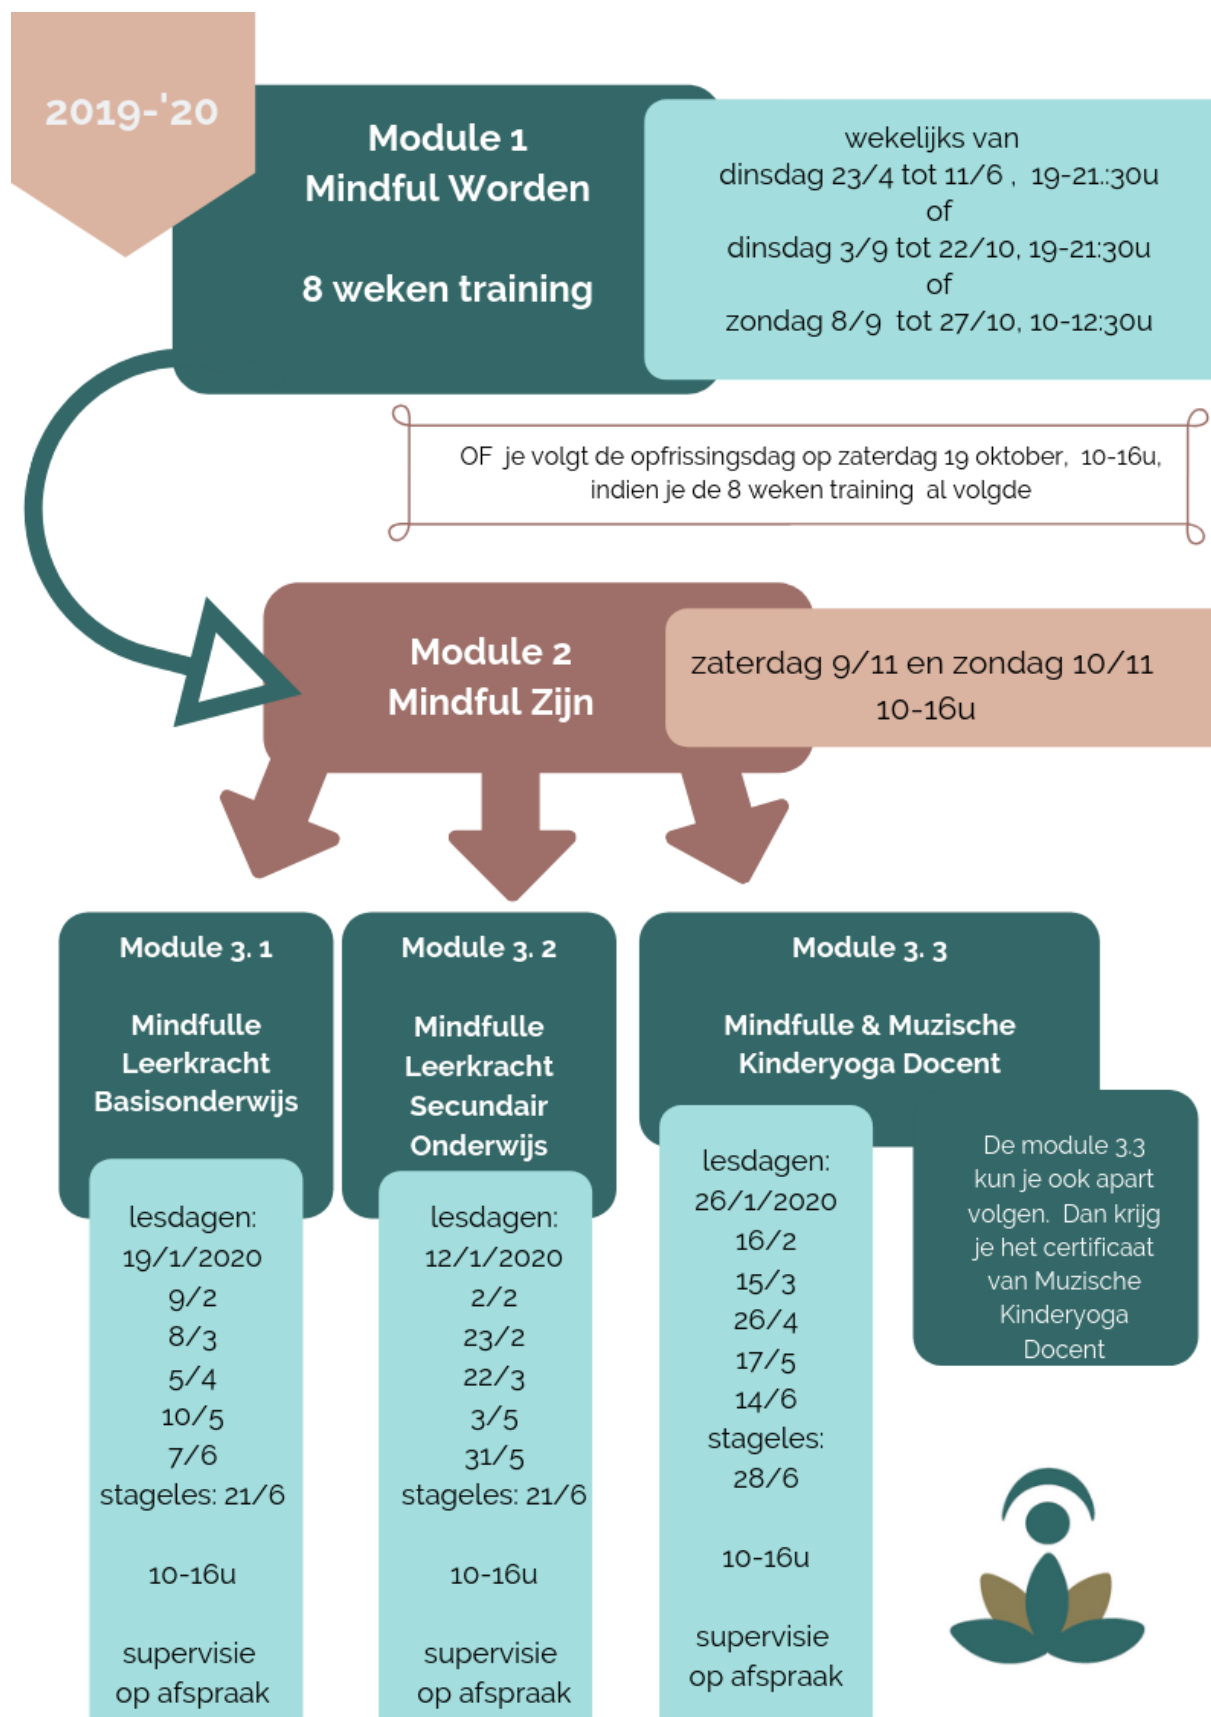 2019-'20
Module 1
Mindful Worden
8 weken training
wekelijks van
dinsdag 23/4 tot 11/6 , 19-21.:30u
of
dinsdag 3/9 tot 22/10, 19-21:30u
of
zondag 8/9 tot 27/10, 10-12:30u
OF je volgt de opfrissingsdag op zaterdag 19 oktober, 10-16u,
indien je de 8 weken training al volgde
Module 2
Mindful Zijn
zaterdag 9/11 en zondag 10/11
10-16u
Module 3. 1
Mindfulle
Leerkracht
Basisonderwijs
lesdagen:
19/1/2020
9/2
8/3
5/4
10/5
7/6
stageles: 21/6
10-16u
supervisie
op afspraak
Module 3. 2
Mindfulle
Leerkracht
Secundair
Onderwijs
lesdagen:
12/1/2020
2/2
23/2
22/3
3/5
31/5
stageles: 21/6
10-16u
supervisie
op afspraak
Module 3. 3
Mindfulle & Muzische
Kinderyoga Docent
lesdagen:
26/1/2020
16/2
15/3
26/4
17/5
14/6
stageles:
28/6
10-16u
supervisie
op afspraak
De module 3.3
kun je ook apart
volgen. Dan krijg
je het certificaat
van Muzische
Kinderyoga
Docent